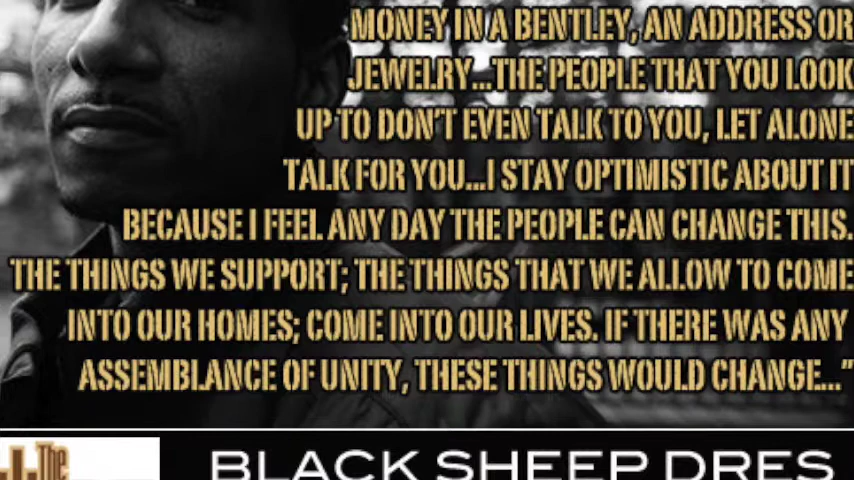 MONEY IN A BENTLEY, AN ADDRESS OR
JEWELRY...THE PEOPLE THAT YOU LOOK
UP TO DON'T EVEN TALK TO YOU, LET ALONE
TALK FOR YOU...I STAY OPTIMISTIC ABOUT IT
BECAUSE I FEEL ANY DAY THE PEOPLE CAN CHANGE THIS.
THE THINGS WE SUPPORT; THE THINGS THAT WE ALLOW TO COME
INTO OUR HOMES; COME INTO OUR LIVES. IF THERE WAS ANY
ASSEMBLANCE OF UNITY, THESE THINGS WOULD CHANGE..."
The
BLACK SHEEP DRES